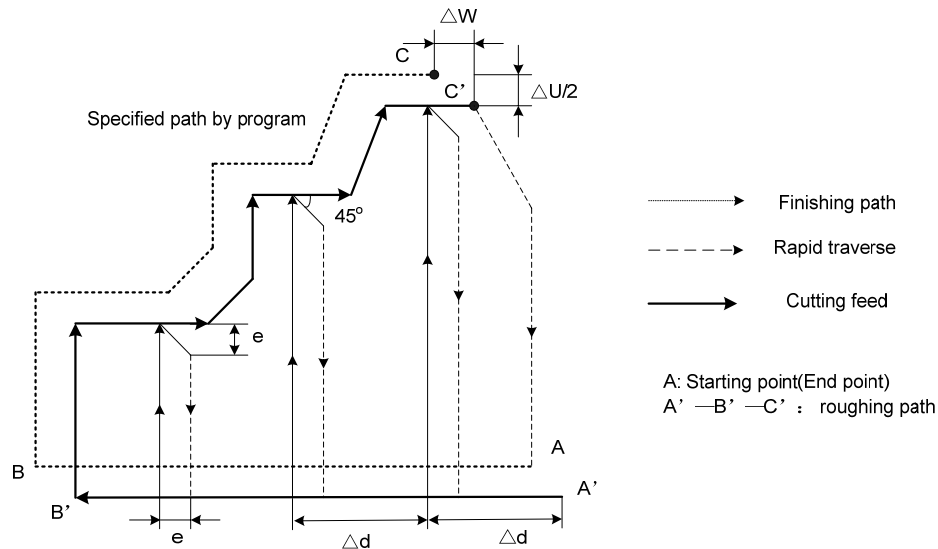 △W
C
C’
△U/2
Specified path by program
45°
e
Finishing path
Rapid traverse
Cutting feed
A: Starting point(End point)
A’ —B’ —C’ : roughing path
A
B
A’
B’
e
△d
△d